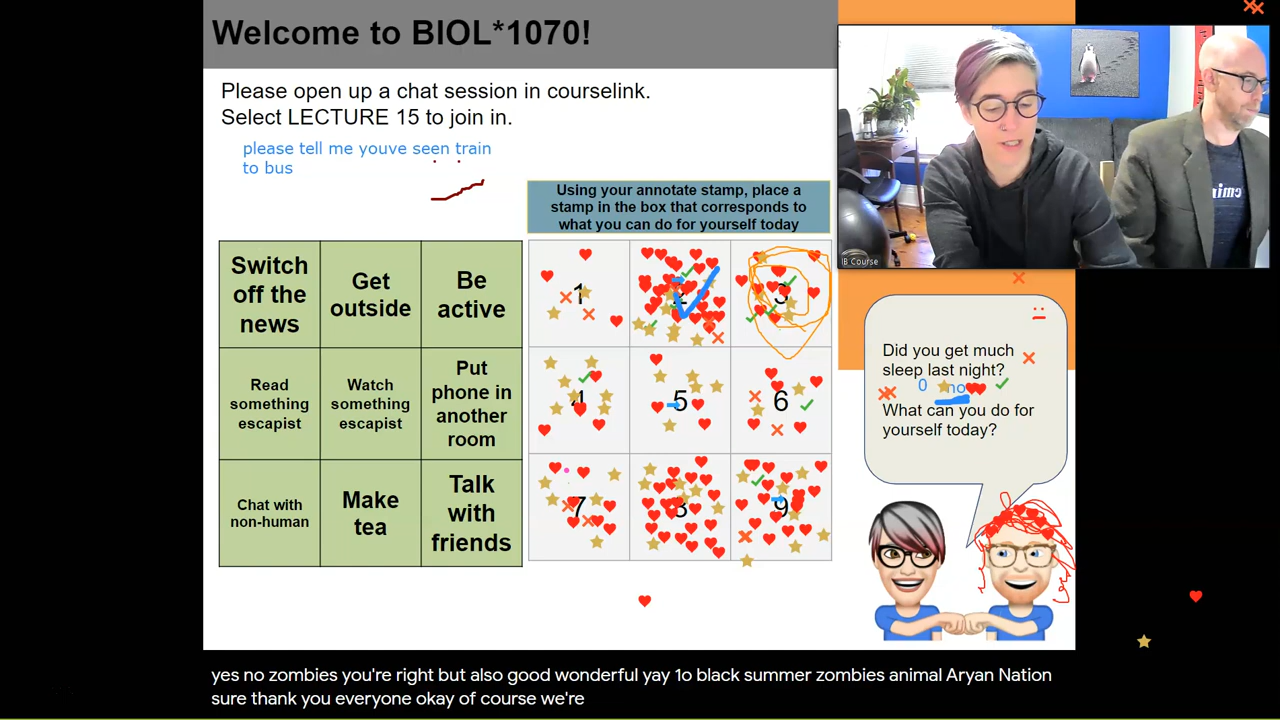 Welcome to BIOL*1070!
Please open up a chat session in courselink.
Select LECTURE 15 to join in.
please tell me youve seen train
to bus
Using your annotate stamp, place a
stamp in the box that corresponds to
what you can do for yourself today
Switch
off the
news
Get
outside
Be
active
Read
something
escapist
Watch
something
escapist
Put
phone in
another
room
Chat with
non-human
Make
tea
Talk
with
friends
1
2
3
4
5
6
7
8
9
IB Course
Did you get much
sleep last night?
0 no
What can you do for
yourself today?
yes no zombies you're right but also good wonderful yay 1o black summer zombies animal Aryan Nation
sure thank you everyone okay of course we're